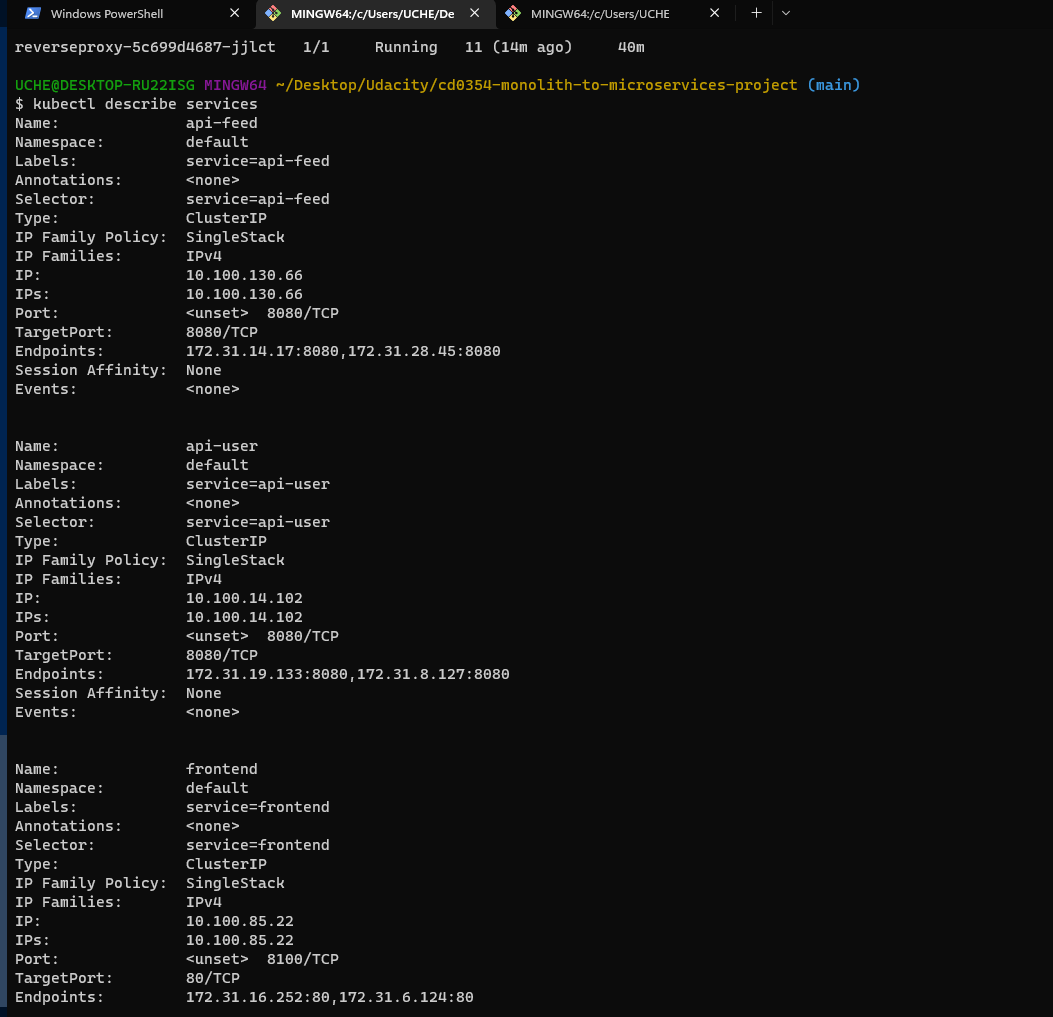 Windows PowerShell
MINGW64:/c/Users/UCHE/De
MINGW64:/c/Users/UCHE
reverseproxy-5c699d4687-jjlct 1/1 Running 11 (14m ago) 40m
UCHE@DESKTOP-RU22ISG MINGW64 ~/Desktop/Udacity/cd0354-monolith-to-microservices-project (main)
$ kubectl describe services
Name: api-feed
Namespace: default
Labels: service=api-feed
Annotations: <none>
Selector: service=api-feed
Type: ClusterIP
IP Family Policy: SingleStack
IP Families: IPv4
IP: 10.100.130.66
IPs: 10.100.130.66
Port: <unset> 8080/TCP
TargetPort: 8080/TCP
Endpoints: 172.31.14.17:8080,172.31.28.45:8080
Session Affinity: None
Events: <none>
Name: api-user
Namespace: default
Labels: service=api-user
Annotations: <none>
Selector: service=api-user
Type: ClusterIP
IP Family Policy: SingleStack
IP Families: IPv4
IP: 10.100.14.102
IPs: 10.100.14.102
Port: <unset> 8080/TCP
TargetPort: 8080/TCP
Endpoints: 172.31.19.133:8080,172.31.8.127:8080
Session Affinity: None
Events: <none>
Name: frontend
Namespace: default
Labels: service=frontend
Annotations: <none>
Selector: service=frontend
Type: ClusterIP
IP Family Policy: SingleStack
IP Families: IPv4
IP: 10.100.85.22
IPs: 10.100.85.22
Port: <unset> 8100/TCP
TargetPort: 80/TCP
Endpoints: 172.31.16.252:80,172.31.6.124:80